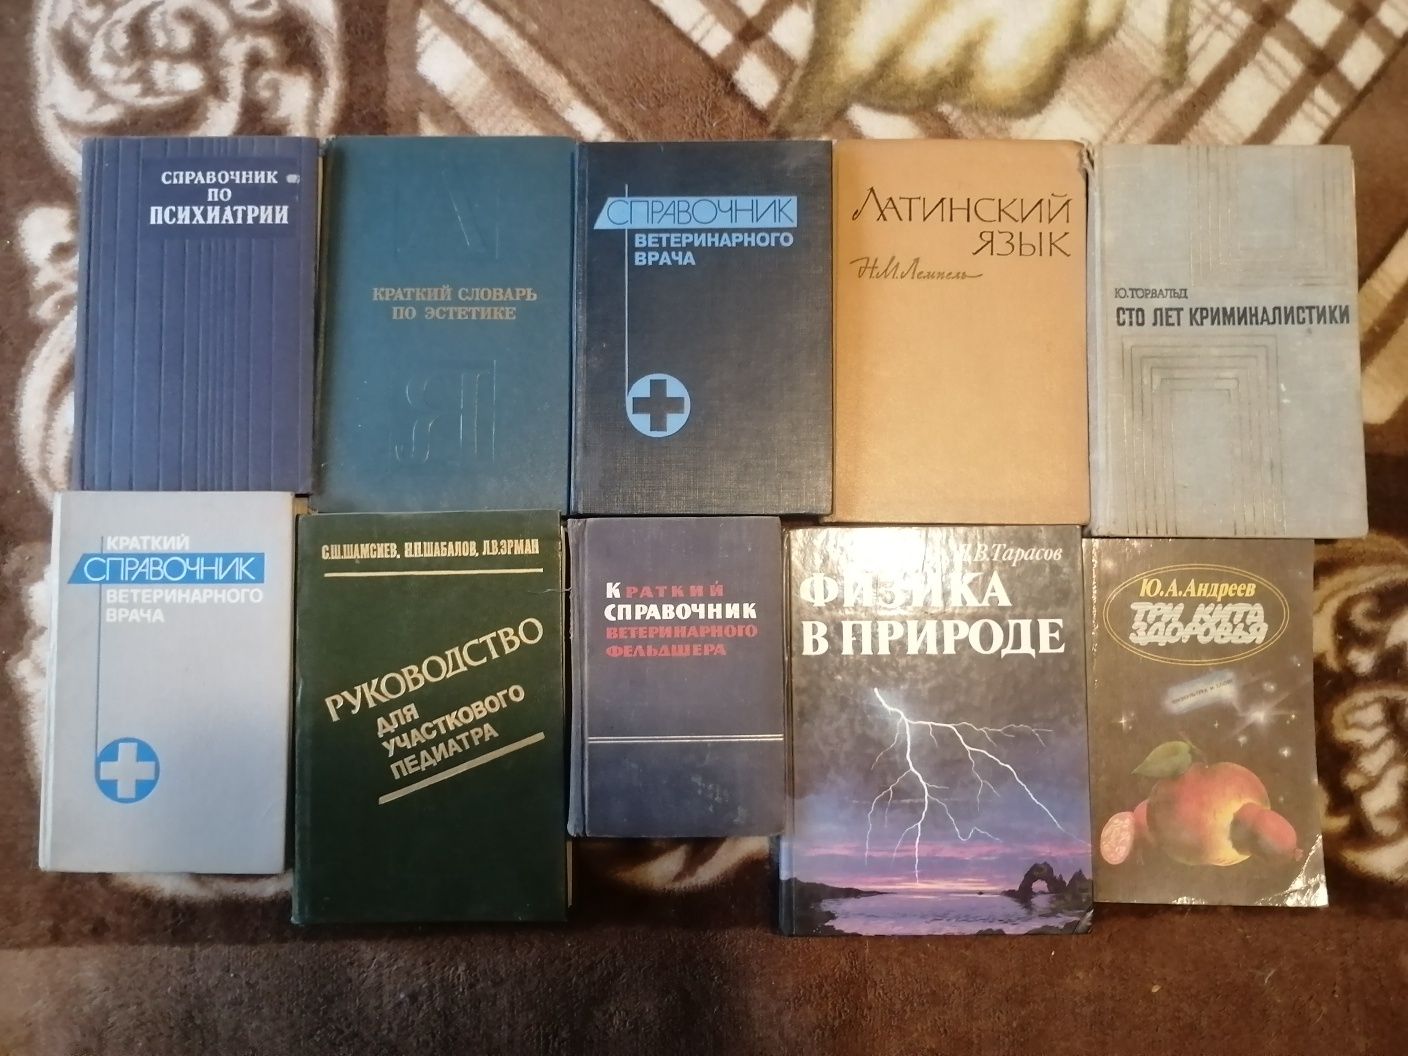 СПРАВОЧНИК
ПО
ПСИХИАТРИИ
КРАТКИЙ СЛОВАРЬ
ПО ЭСТЕТИКЕ
Я
СПРАВОЧНИК
ВЕТЕРИНАРНОГО
ВРАЧА
ЛАТИНСКИЙ
ЯЗЫК
Н.М.Лемпель
Ю.ТОРВАЛЬД
СТО ЛЕТ КРИМИНАЛИСТИКИ
КРАТКИЙ
СПРАВОЧНИК
ВЕТЕРИНАРНОГО
ВРАЧА
С.Ш.ШАМСИЕВ, Н.П.ШАБАЛОВ, Л.В.ЭРМАН
РУКОВОДСТВО
ДЛЯ
УЧАСТКОВОГО
ПЕДИАТРА
КРАТКИЙ
СПРАВОЧНИК
ВЕТЕРИНАРНОГО
ФЕЛЬДШЕРА
Л.В.Тарасов
ФИЗИКА
В ПРИРОДЕ
Ю.А.Андреев
ТРИ КИТА
ЗДОРОВЬЯ